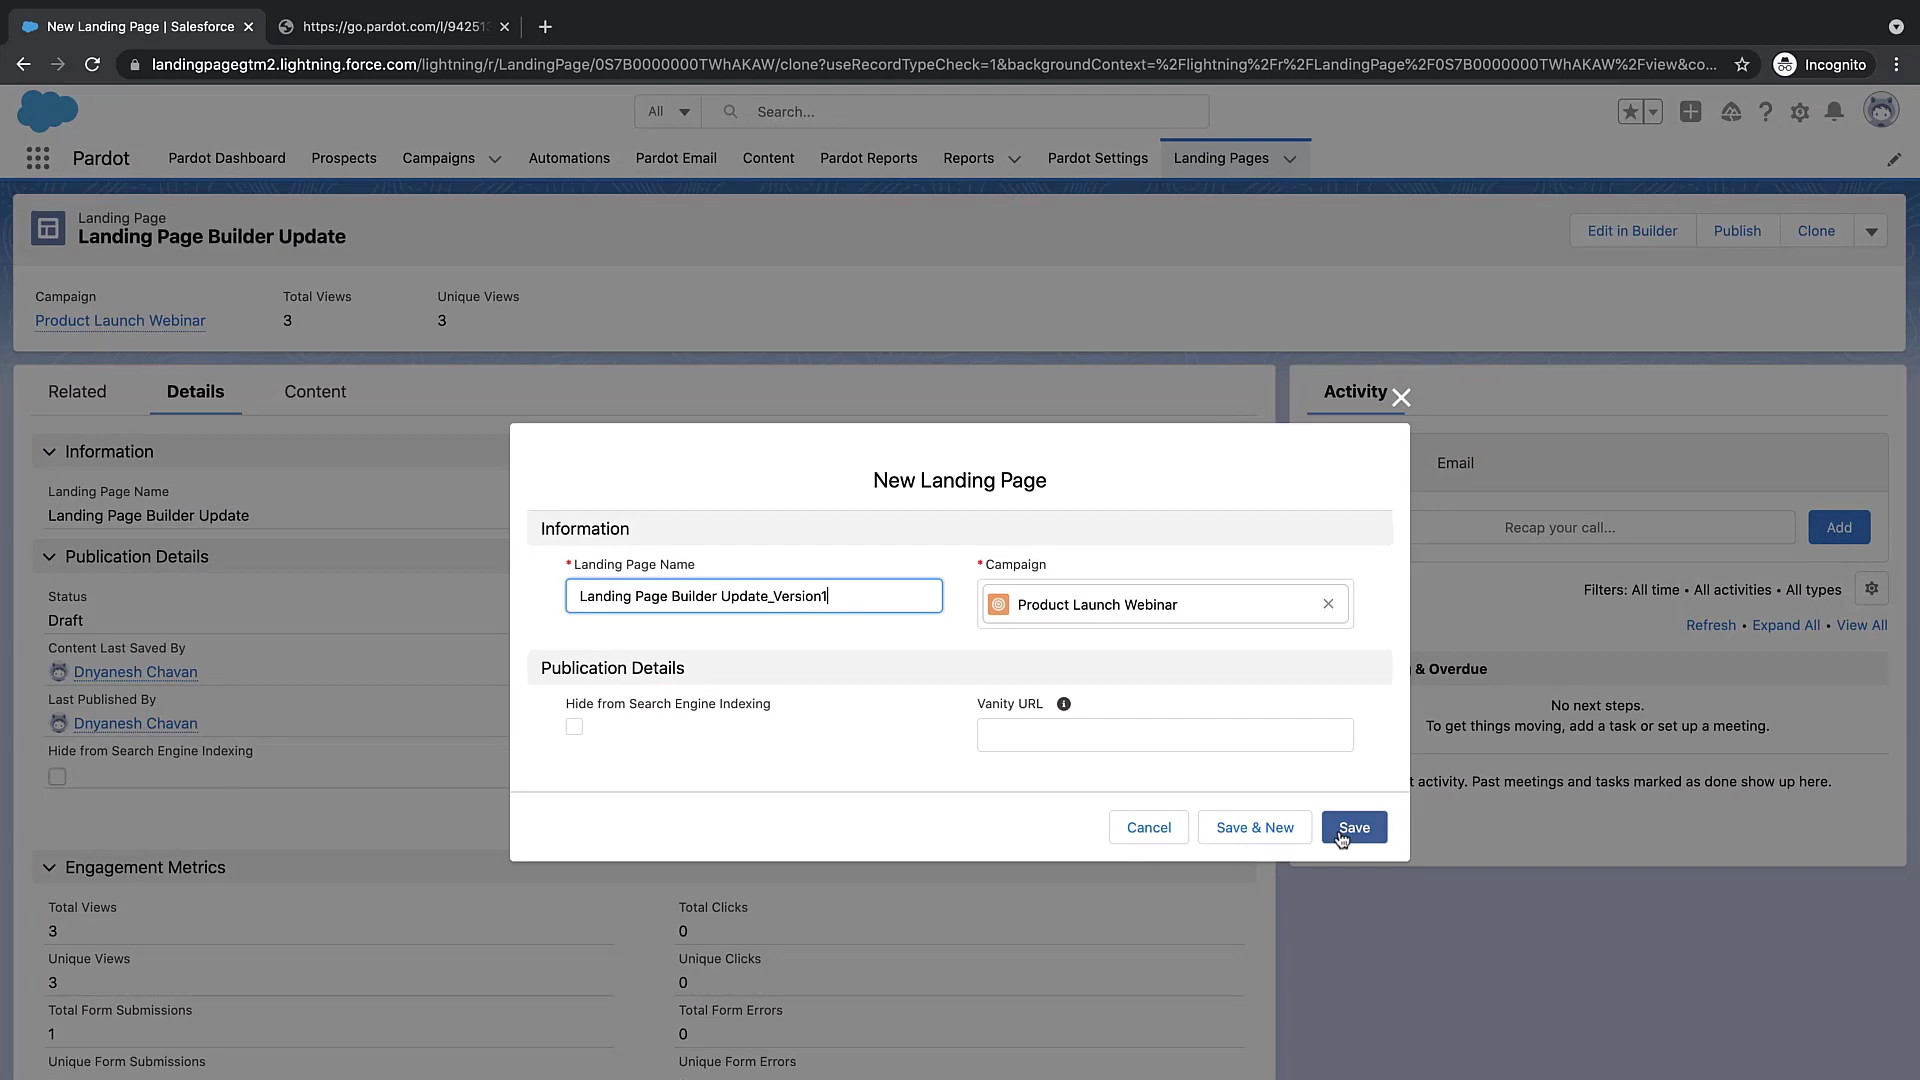 New Landing Page | Salesforce
https://go.pardot.com/l/94251
landingpagegtm2.lightning.force.com/lightning/r/LandingPage/0S7B0000000TWhAKAW/clone?useRecordTypeCheck=1&backgroundContext=%2Flightning%2Fr%2FLandingPage%2F0S7B0000000TWhAKAW%2Fview&co...
Incognito
All
Search...
Pardot
Pardot Dashboard
Prospects
Campaigns
Automations
Pardot Email
Content
Pardot Reports
Reports
Pardot Settings
Landing Pages
Landing Page
Landing Page Builder Update
Edit in Builder
Publish
Clone
Campaign
Total Views
Unique Views
Product Launch Webinar
3
3
Related
Details
Content
Activity
Information
Landing Page Name
Landing Page Builder Update
Publication Details
Status
Draft
Content Last Saved By
Dnyanesh Chavan
Last Published By
Dnyanesh Chavan
Hide from Search Engine Indexing
Engagement Metrics
Total Views
3
Total Clicks
0
Unique Views
3
Unique Clicks
0
Total Form Submissions
1
Total Form Errors
0
Unique Form Submissions
Unique Form Errors
New Landing Page
Information
* Landing Page Name
Landing Page Builder Update_Version1
* Campaign
Product Launch Webinar
Publication Details
Hide from Search Engine Indexing
Vanity URL
Cancel
Save & New
Save
Email
Recap your call...
Add
Filters: All time • All activities • All types
Refresh • Expand All • View All
& Overdue
No next steps.
To get things moving, add a task or set up a meeting.
t activity. Past meetings and tasks marked as done show up here.